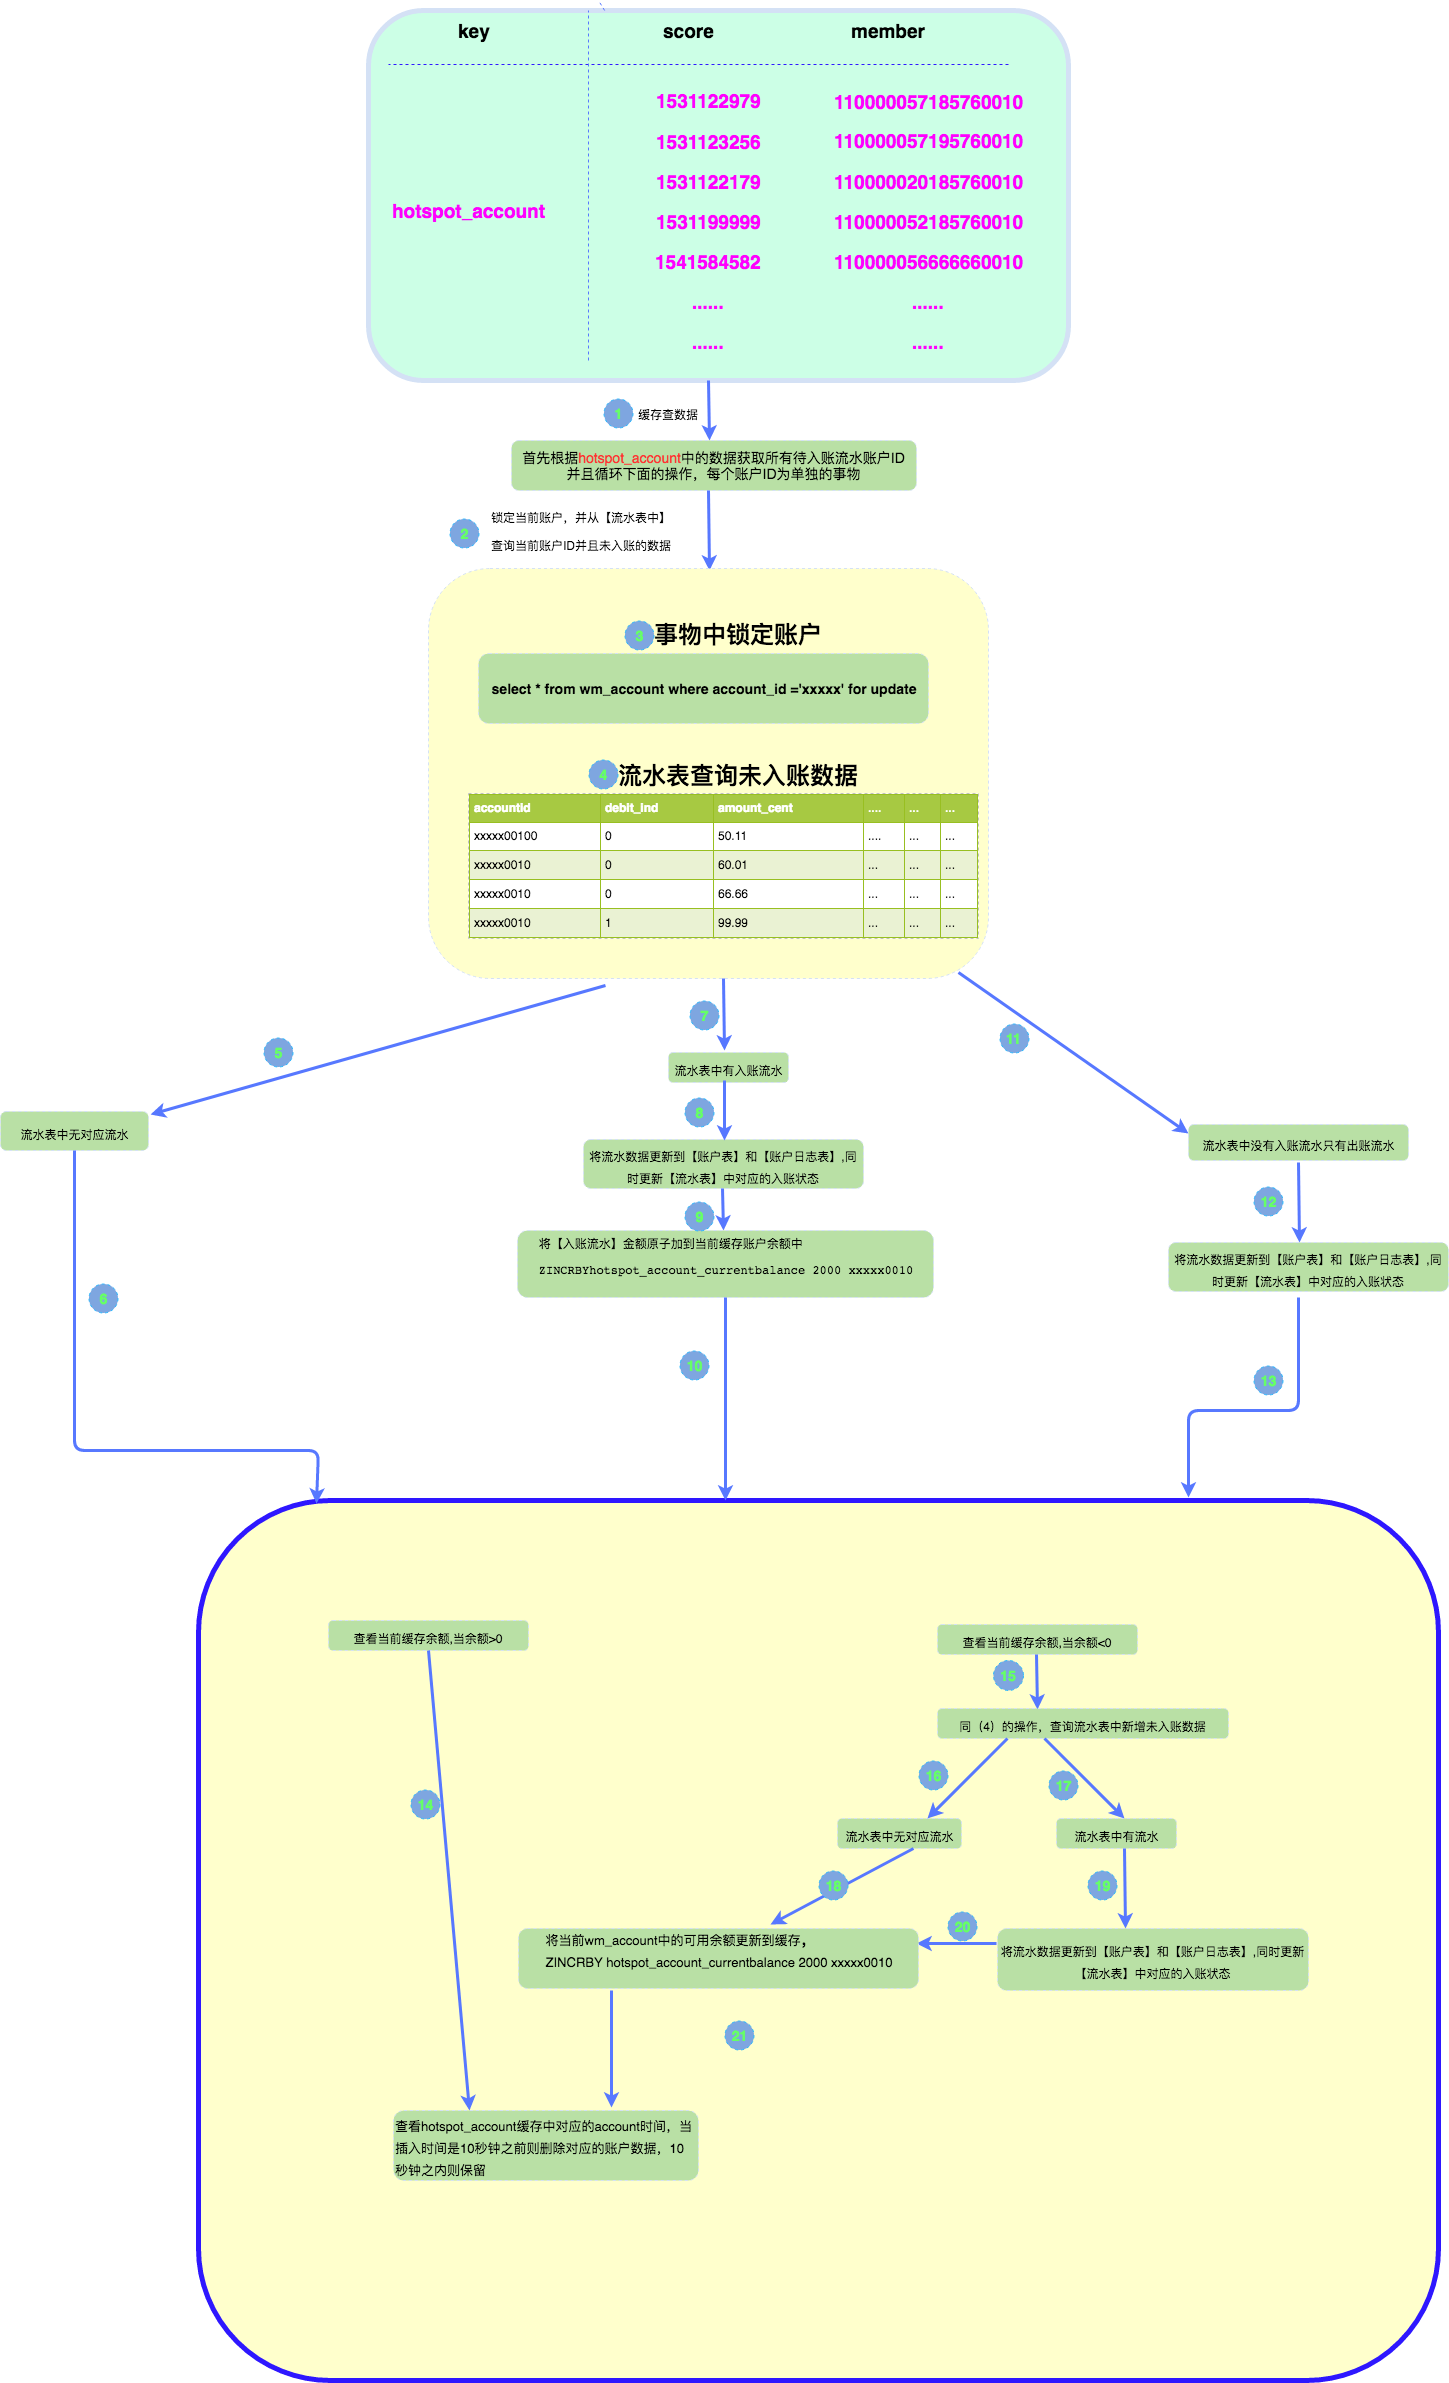 key score member
1531122979 110000057185760010
1531123256 110000057195760010
1531122179 110000020185760010
hotspot_account
1531199999 110000052185760010
1541584582 110000056666660010
...... ......
...... ......
1 缓存查数据
首先根据hotspot_account中的数据获取所有待入账流水账户ID
并且循环下面的操作，每个账户ID为单独的事物
2
锁定当前账户，并从【流水表中】
查询当前账户ID并且未入账的数据
3 事物中锁定账户
select * from wm_account where account_id ='xxxxx' for update
4 流水表查询未入账数据
accountid debit_ind amount_cent .... ... ...
xxxxx00100 0 50.11 .... ... ...
xxxxx0010 0 60.01 ... ... ...
xxxxx0010 0 66.66 ... ... ...
xxxxx0010 1 99.99 ... ... ...
7
11
5
流水表中有入账流水
8
流水表中无对应流水
流水表中没有入账流水只有出账流水
将流水数据更新到【账户表】和【账户日志表】,同
时更新【流水表】中对应的入账状态
12
9
将【入账流水】金额原子加到当前缓存账户余额中
ZINCRBYhotspot_account_currentbalance 2000 xxxxx0010
将流水数据更新到【账户表】和【账户日志表】,同
时更新【流水表】中对应的入账状态
6
10
13
查看当前缓存余额,当余额>0
查看当前缓存余额,当余额<0
15
同（4）的操作，查询流水表中新增未入账数据
16
17
14
流水表中无对应流水
流水表中有流水
18
19
20
将当前wm_account中的可用余额更新到缓存，
ZINCRBY hotspot_account_currentbalance 2000 xxxxx0010
将流水数据更新到【账户表】和【账户日志表】,同时更新
【流水表】中对应的入账状态
21
查看hotspot_account缓存中对应的account时间，当
插入时间是10秒钟之前则删除对应的账户数据，10
秒钟之内则保留